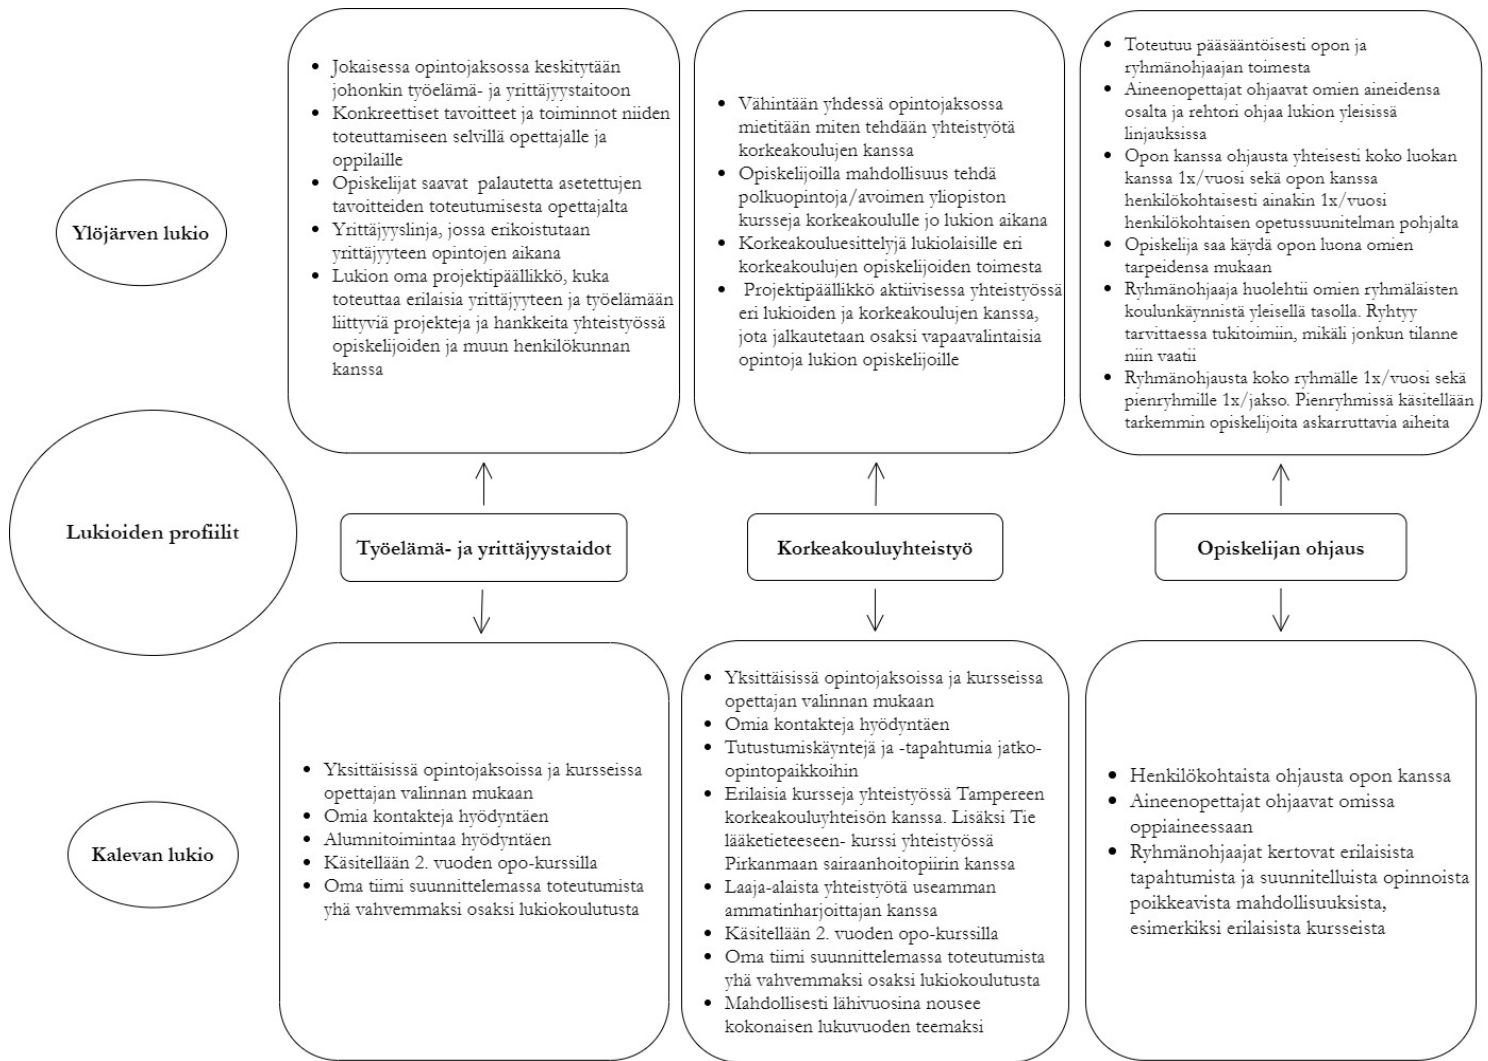 Ylöjärven lukio
• Jokaisessa opintojaksossa keskitytään
johonkin työelämä- ja yrittäjyystaitoon
• Konkreettiset tavoitteet ja toiminnot niiden
toteuttamiseen selvillä opettajalle ja
oppilaille
• Opiskelijat saavat palautetta asetettujen
tavoitteiden toteutumisesta opettajalta
• Yrittäjyyslinja, jossa erikoistutaan
yrittäjyyteen opintojen aikana
• Lukion oma projektipäällikkö, kuka
toteuttaa erilaisia yrittäjyyteen ja työelämään
liittyviä projekteja ja hankkeita yhteistyössä
opiskelijoiden ja muun henkilökunnan
kanssa
• Vähintään yhdessä opintojaksossa
mietitään miten tehdään yhteistyötä
korkeakoulujen kanssa
• Opiskelijoilla mahdollisuus tehdä
polkuopintoja/avoimen yliopiston
kursseja korkeakoululle jo lukion aikana
• Korkeakouluesittelyjä lukiolaisille eri
korkeakoulujen opiskelijoiden toimesta
• Projektipäällikkö aktiivisessa yhteistyössä
eri lukioiden ja korkeakoulujen kanssa,
jota jalkautetaan osaksi vapaavalintaisia
opintoja lukion opiskelijoille
• Toteutuu pääsääntöisesti opon ja
ryhmänohjaajan toimesta
• Aineenopettajat ohjaavat omien aineidensa
osalta ja rehtori ohjaa lukion yleisissä
linjauksissa
• Opon kanssa ohjausta yhteisesti koko luokan
kanssa 1x/vuosi sekä opon kanssa
henkilökohtaisesti ainakin 1x/vuosi
henkilökohtaisen opetussuunitelman pohjalta
• Opiskelija saa käydä opon luona omien
tarpeidensa mukaan
• Ryhmänohjaaja huolehtii omien ryhmäläisten
koulunkäynnistä yleisellä tasolla. Ryhtyy
tarvittaessa tukitoimiin, mikäli jonkun tilanne
niin vaatii
• Ryhmänohjausta koko ryhmälle 1x/vuosi sekä
pienryhmille 1x/jakso. Pienryhmissä käsitellään
tarkemmin opiskelijoita askarruttavia aiheita
Lukioiden profiilit
Työelämä- ja yrittäjyystaidot
Korkeakouluyhteistyö
Opiskelijan ohjaus
Kalevan lukio
• Yksittäisissä opintojaksoissa ja kursseissa
opettajan valinnan mukaan
• Omia kontakteja hyödyntäen
• Alumnitoimintaa hyödyntäen
• Käsitellään 2. vuoden opo-kurssilla
• Oma tiimi suunnittelemassa toteutumista
yhä vahvemmaksi osaksi lukiokoulutusta
• Yksittäisissä opintojaksoissa ja kursseissa
opettajan valinnan mukaan
• Omia kontakteja hyödyntäen
• Tutustumiskäyntejä ja -tapahtumia jatko-
opintopaikkoihin
• Erilaisia kursseja yhteistyössä Tampereen
korkeakouluyhteisön kanssa. Lisäksi Tie
lääketieteeseen- kurssi yhteistyössä
Pirkanmaan sairaanhoitopiirin kanssa
• Laaja-alaista yhteistyötä useamman
ammatinharjoittajan kanssa
• Käsitellään 2. vuoden opo-kurssilla
• Oma tiimi suunnittelemassa toteutumista
yhä vahvemmaksi osaksi lukiokoulutusta
• Mahdollisesti lähivuosina nousee
kokonaisen lukuvuoden teemaksi
• Henkilökohtaista ohjausta opon kanssa
• Aineenopettajat ohjaavat omissa
oppiaineessaan
• Ryhmänohjaajat kertovat erilaisista
tapahtumista ja suunnitelluista opinnoista
poikkeavista mahdollisuuksista,
esimerkiksi erilaisista kursseista